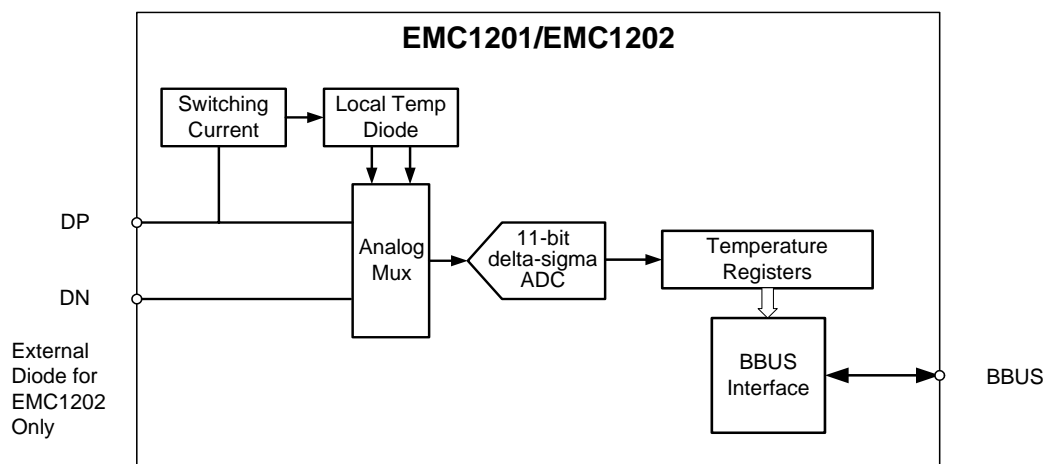 EMC1201/EMC1202
Switching
Current
Local Temp
Diode
DP
Analog
Mux
11-bit
delta-sigma
ADC
Temperature
Registers
DN
External
Diode for
EMC1202
Only
BBUS
Interface
BBUS